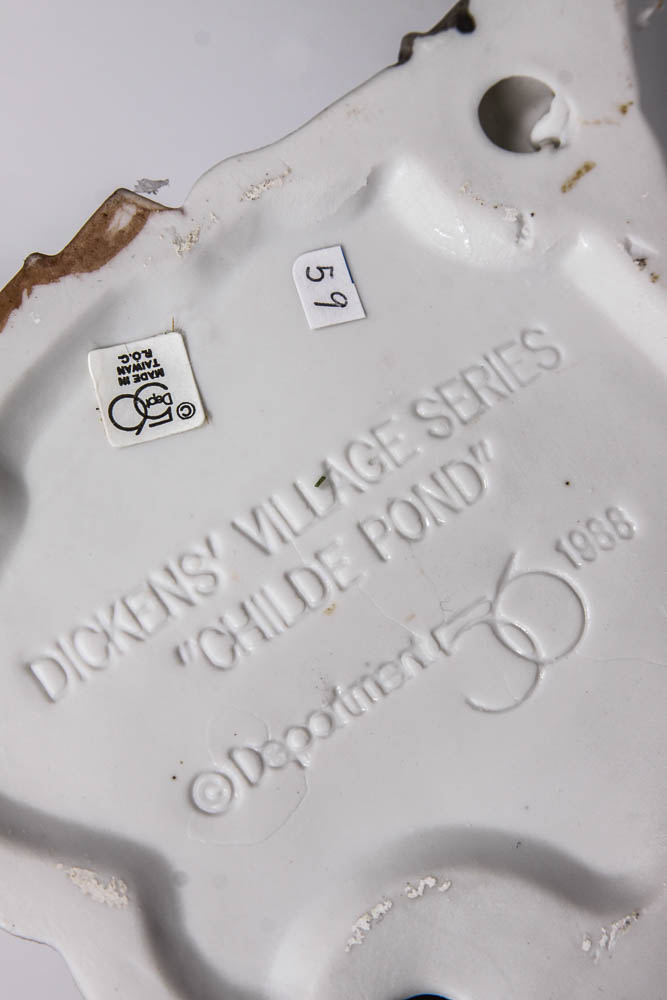 59
MADE IN
TAIWAN
R.O.C.
© Dept 56
DICKENS' VILLAGE SERIES
"CHILDE POND"
©Department 56 1988